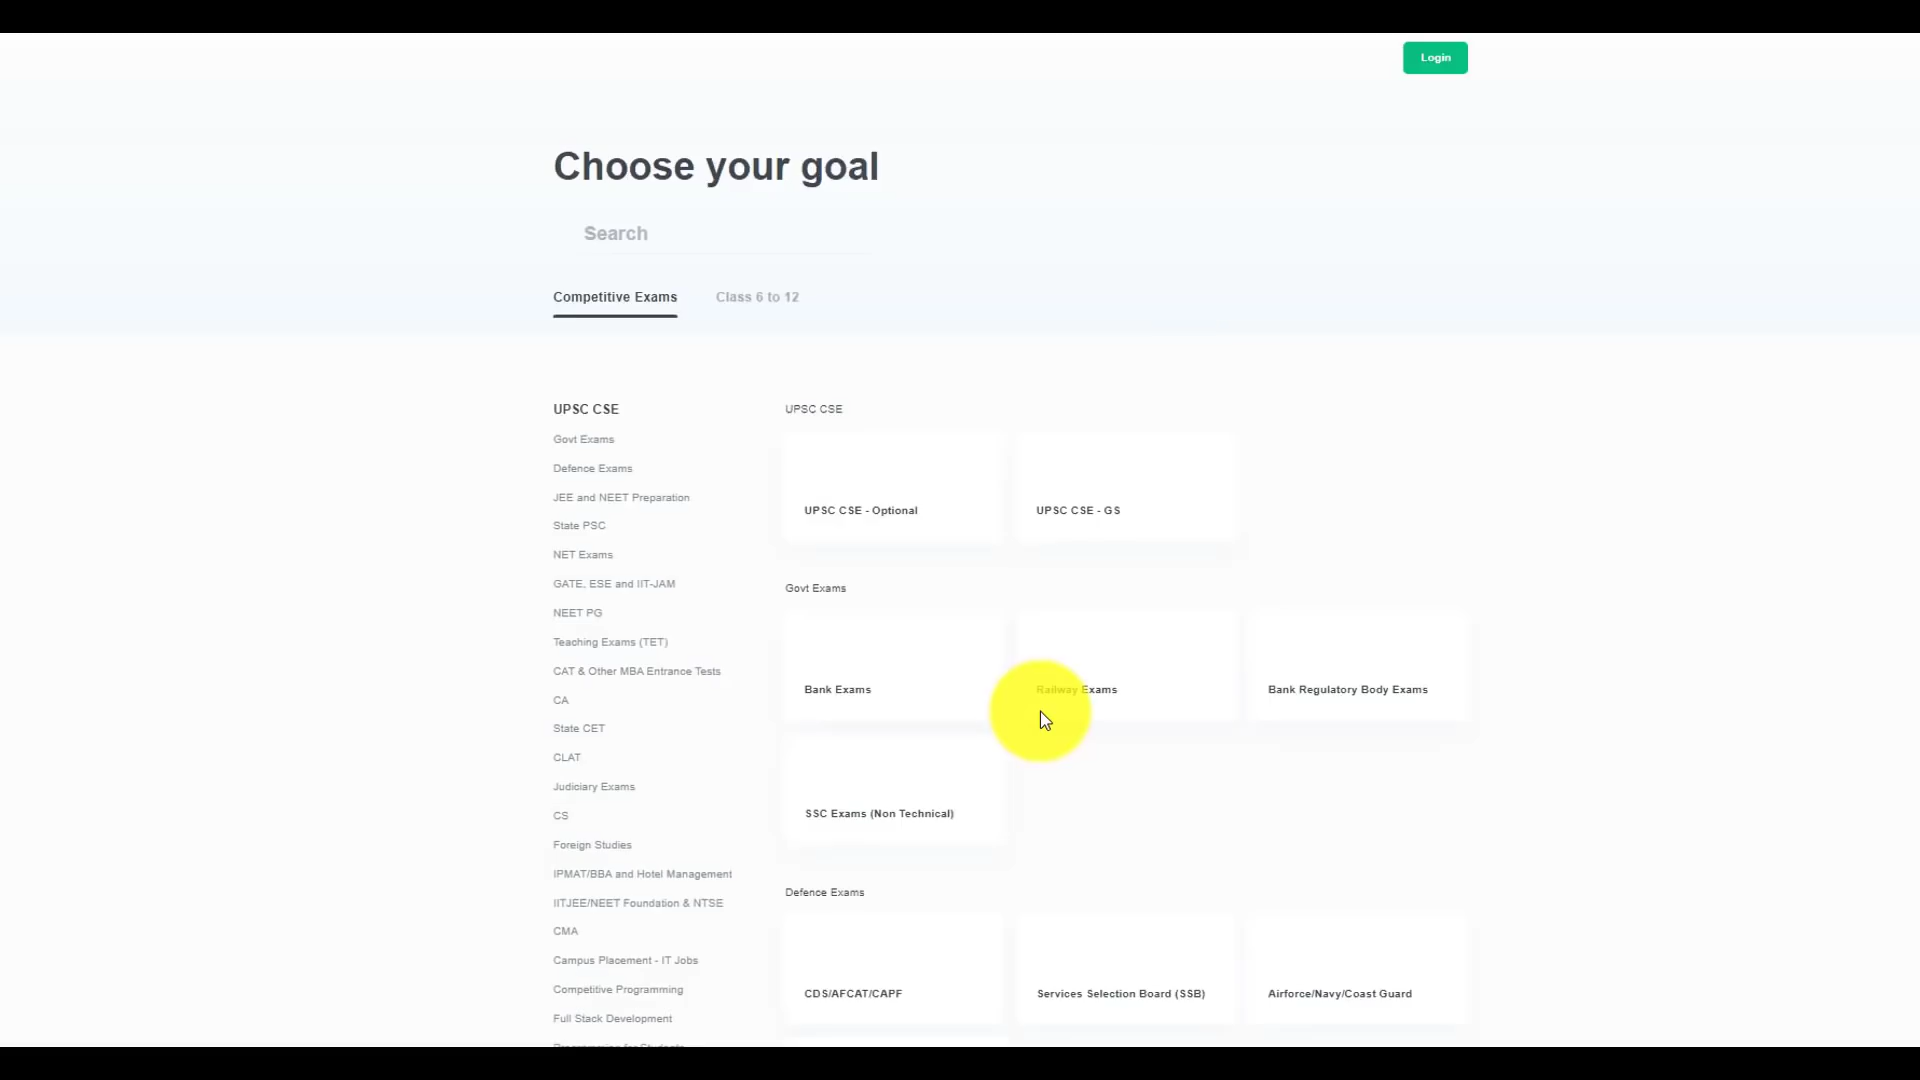 Login
Choose your goal
Search
Competitive Exams
Class 6 to 12
UPSC CSE
Govt Exams
Defence Exams
JEE and NEET Preparation
State PSC
NET Exams
GATE, ESE and IIT-JAM
NEET PG
Teaching Exams (TET)
CAT & Other MBA Entrance Tests
CA
State CET
CLAT
Judiciary Exams
CS
Foreign Studies
IPMAT/BBA and Hotel Management
IITJEE/NEET Foundation & NTSE
CMA
Campus Placement - IT Jobs
Competitive Programming
Full Stack Development
UPSC CSE
UPSC CSE - Optional
UPSC CSE - GS
Govt Exams
Bank Exams
Railway Exams
Bank Regulatory Body Exams
SSC Exams (Non Technical)
Defence Exams
CDS/AFCAT/CAPF
Services Selection Board (SSB)
Airforce/Navy/Coast Guard